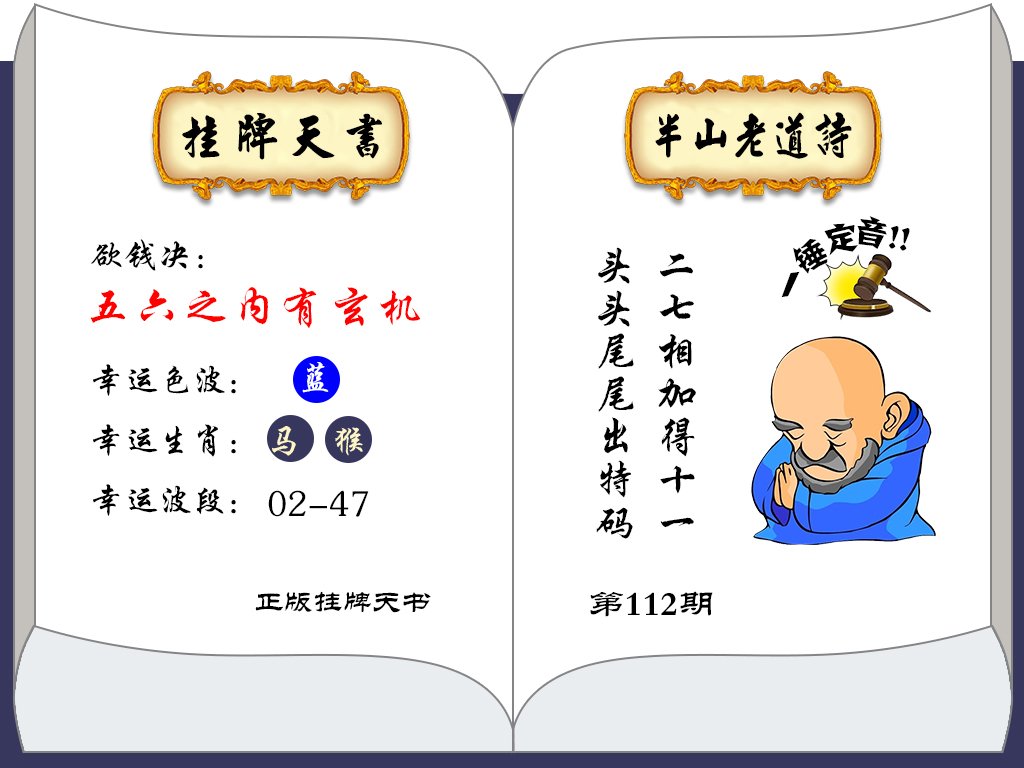 挂牌天書
欲钱决：
五六之内有玄机
幸运色波： 蓝
幸运生肖： 马 猴
幸运波段： 02-47
正版挂牌天书
半山老道詩
1锤定音!!
二七相加得十一
头头尾尾出特码
第112期